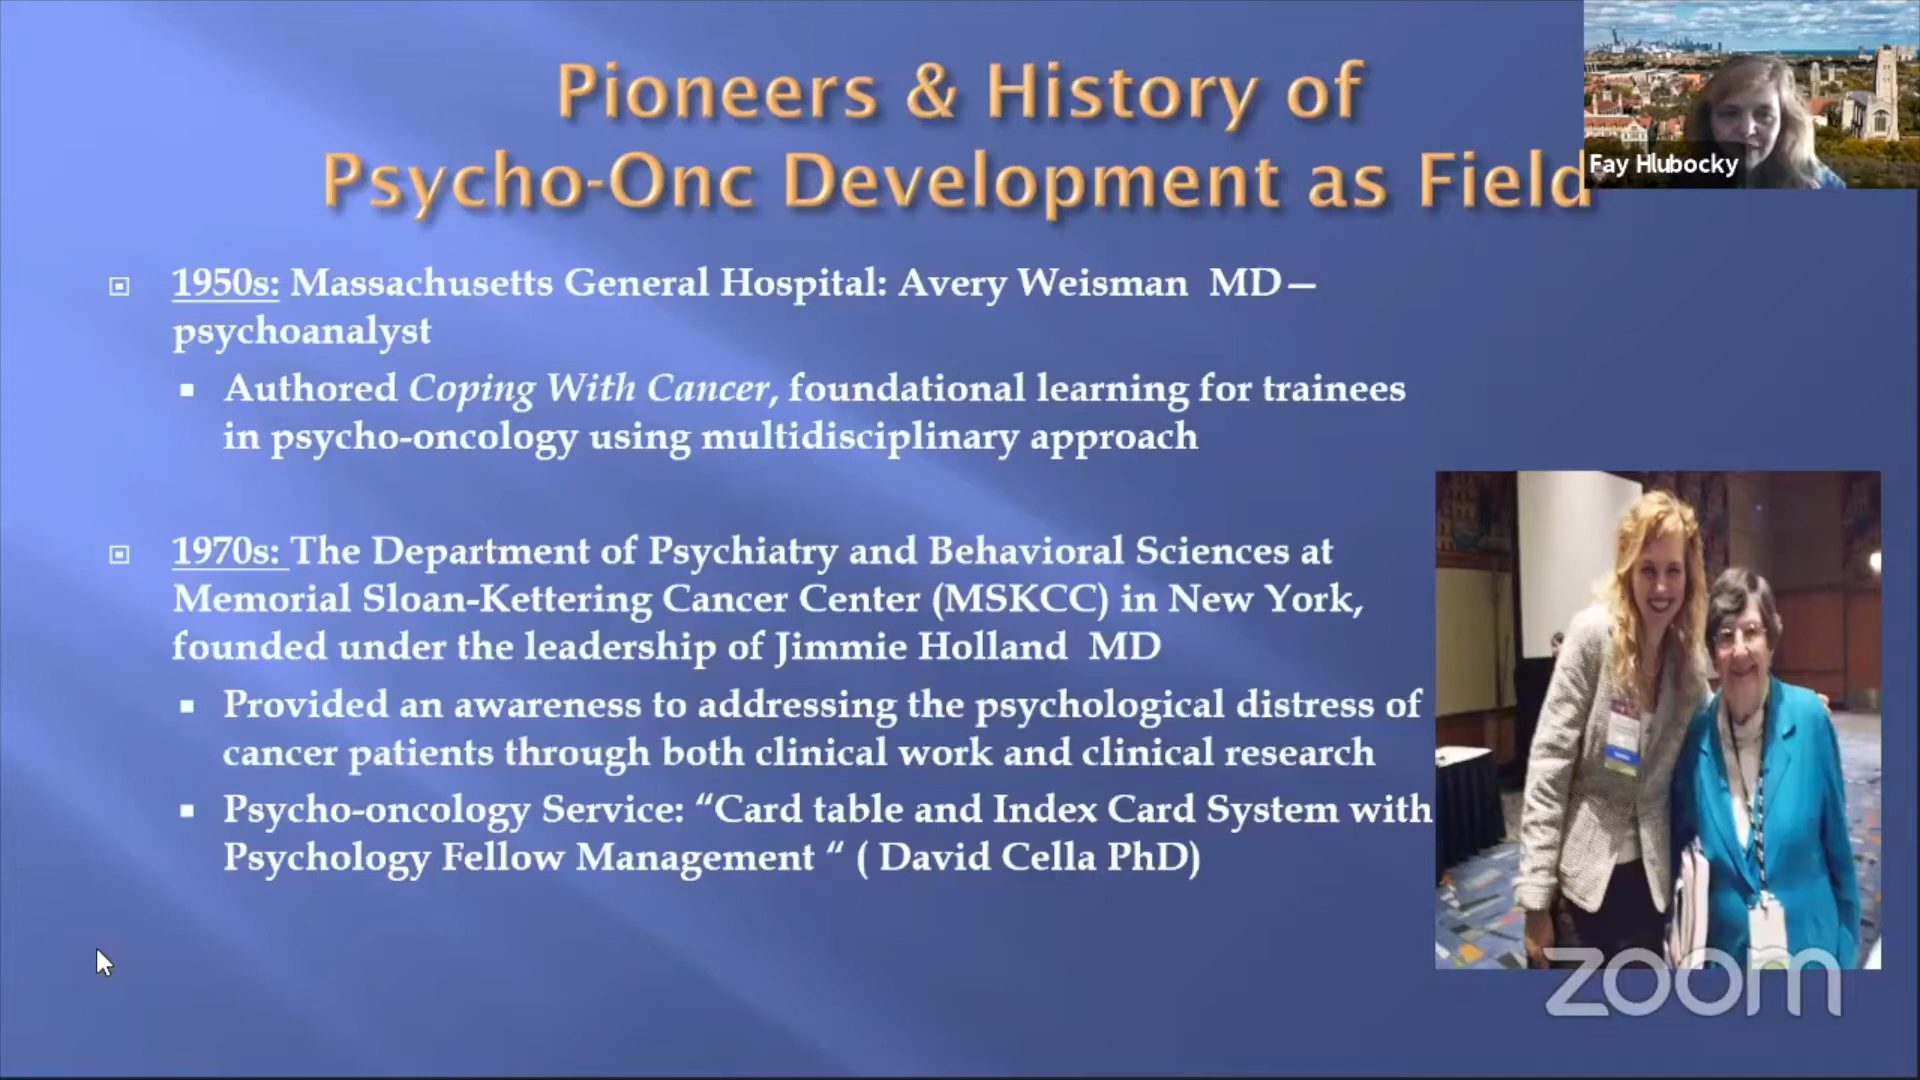 Pioneers & History of
Psycho-Onc Development as Field
Fay Hlubocky
1950s: Massachusetts General Hospital: Avery Weisman  MD—
psychoanalyst
Authored Coping With Cancer, foundational learning for trainees
in psycho-oncology using multidisciplinary approach
1970s: The Department of Psychiatry and Behavioral Sciences at
Memorial Sloan-Kettering Cancer Center (MSKCC) in New York,
founded under the leadership of Jimmie Holland  MD
Provided an awareness to addressing the psychological distress of
cancer patients through both clinical work and clinical research
Psycho-oncology Service: “Card table and Index Card System with
Psychology Fellow Management “ ( David Cella PhD)
zoom